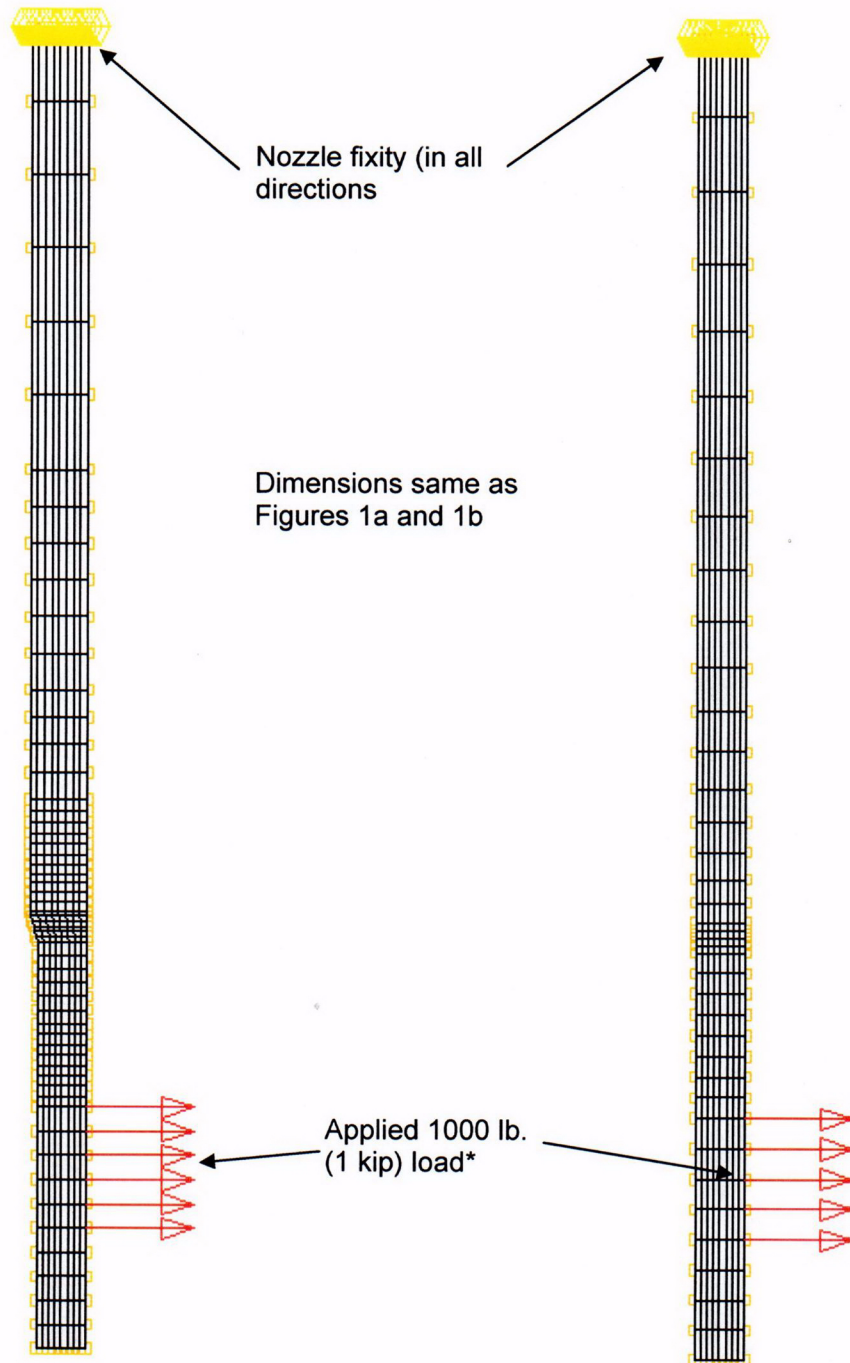 Nozzle fixity (in all
directions
Dimensions same as
Figures 1a and 1b
Applied 1000 lb.
(1 kip) load*